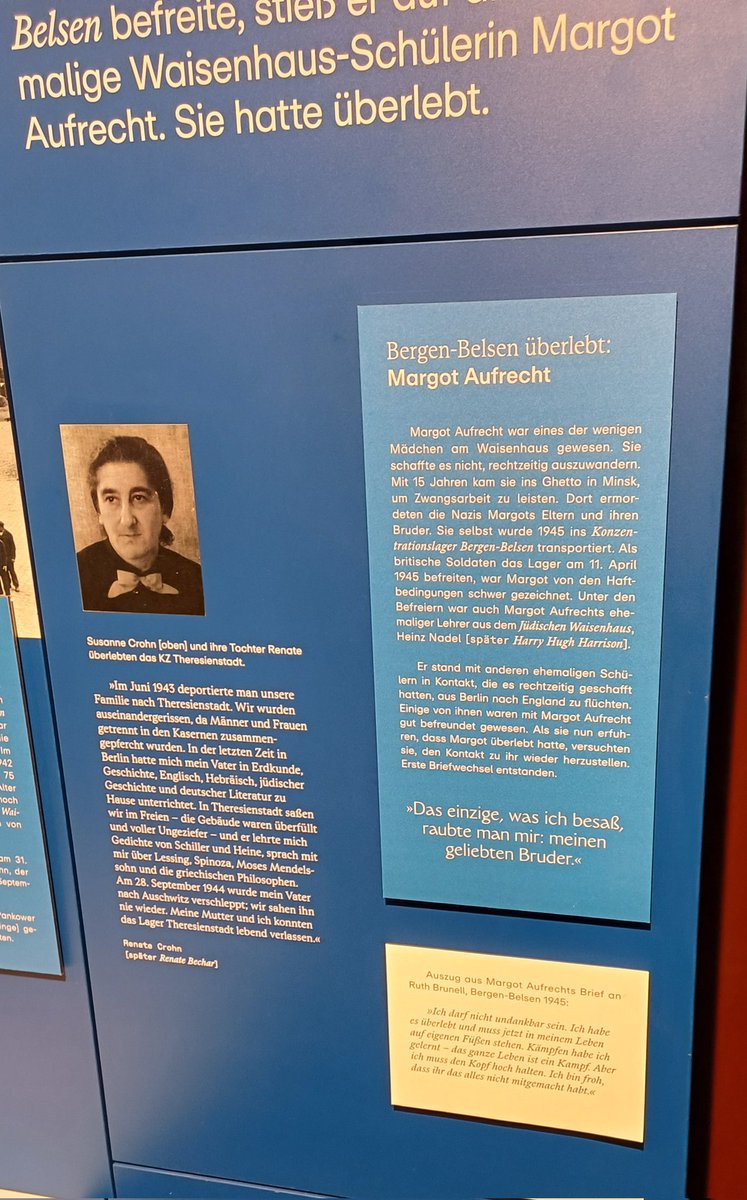 Belsen befreite, stieß er auf
malige Waisenhaus-Schülerin Margot
Aufrecht. Sie hatte überlebt.
Susanne Crohn [oben] und ihre Tochter Renate
überlebten das KZ Theresienstadt.
»Im Juni 1943 deportierte man unsere
Familie nach Theresienstadt. Wir wurden
auseinandergerissen, da Männer und Frauen
getrennt in den Kasernen zusammen-
gepfercht wurden. In der letzten Zeit in
Berlin hatte mich mein Vater in Erdkunde,
Geschichte, Englisch, Hebräisch, jüdischer
Geschichte und deutscher Literatur zu
Hause unterrichtet. In Theresienstadt saßen
wir im Freien – die Gebäude waren überfüllt
und voller Ungeziefer – und er lehrte mich
Gedichte von Schiller und Heine, sprach mit
mir über Lessing, Spinoza, Moses Mendels-
sohn und die griechischen Philosophen.
Am 28. September 1944 wurde mein Vater
nach Auschwitz verschleppt; wir sahen ihn
nie wieder. Meine Mutter und ich konnten
das Lager Theresienstadt lebend verlassen.«
Renate Crohn
[später Renate Bechar]
Bergen-Belsen überlebt:
Margot Aufrecht
Margot Aufrecht war eines der wenigen
Mädchen am Waisenhaus gewesen. Sie
schaffte es nicht, rechtzeitig auszuwandern.
Mit 15 Jahren kam sie ins Ghetto in Minsk,
um Zwangsarbeit zu leisten. Dort ermor-
deten die Nazis Margots Eltern und ihren
Bruder. Sie selbst wurde 1945 ins Konzen-
trationslager Bergen-Belsen transportiert. Als
britische Soldaten das Lager am 11. April
1945 befreiten, war Margot von den Haft-
bedingungen schwer gezeichnet. Unter den
Befreiern war auch Margot Aufrechts ehe-
maliger Lehrer aus dem Jüdischen Waisenhaus,
Heinz Nadel [später Harry Hugh Harrison].
Er stand mit anderen ehemaligen Schü-
lern in Kontakt, die es rechtzeitig geschafft
hatten, aus Berlin nach England zu flüchten.
Einige von ihnen waren mit Margot Aufrecht
gut befreundet gewesen. Als sie nun erfuh-
ren, dass Margot überlebt hatte, versuchten
sie, den Kontakt zu ihr wieder herzustellen.
Erste Briefwechsel entstanden.
»Das einzige, was ich besaß,
raubte man mir: meinen
geliebten Bruder.«
Auszug aus Margot Aufrechts Brief an
Ruth Brunell, Bergen-Belsen 1945:
»Ich darf nicht undankbar sein. Ich habe
es überlebt und muss jetzt in meinem Leben
auf eigenen Füßen stehen. Kämpfen habe ich
gelernt – das ganze Leben ist ein Kampf. Aber
ich muss den Kopf hoch halten. Ich bin froh,
dass ihr das alles nicht mitgemacht habt.«